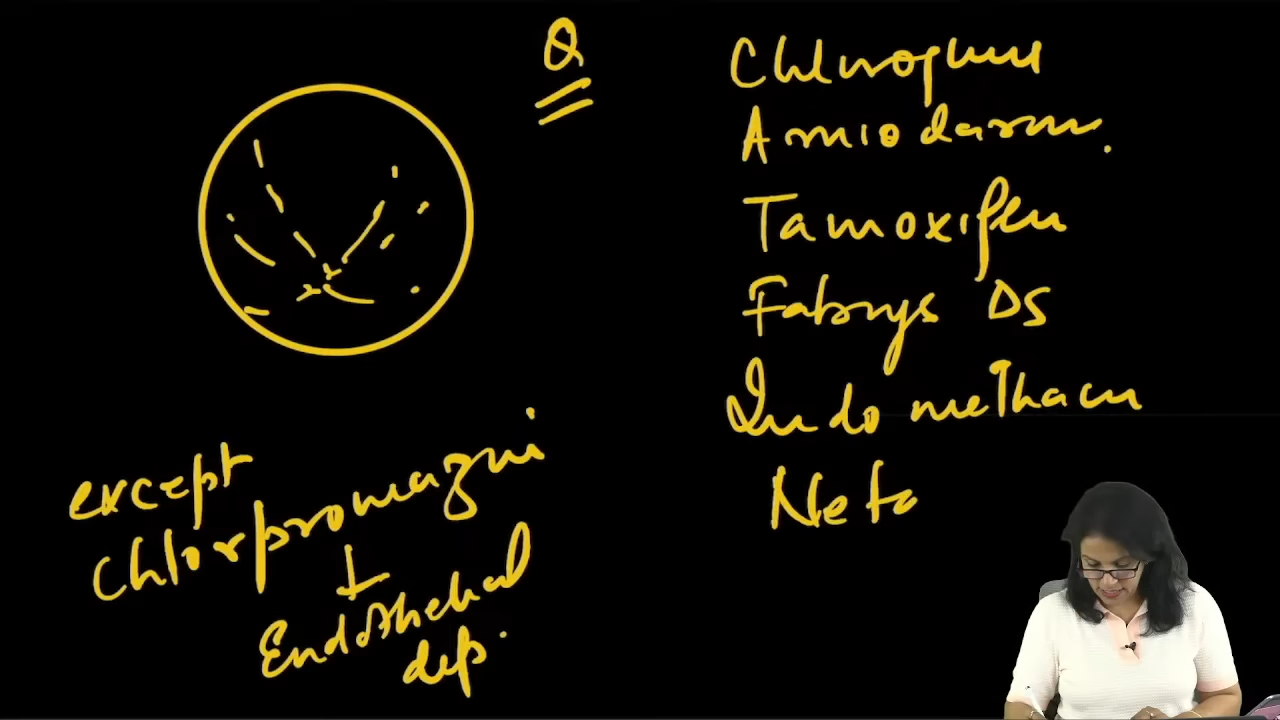 Q
Chloroquine
Amiodarone.
Tamoxifen
Fabrys DS
Indomethacin
Neto
except
Chlorpromazine
Endothelial
dep.